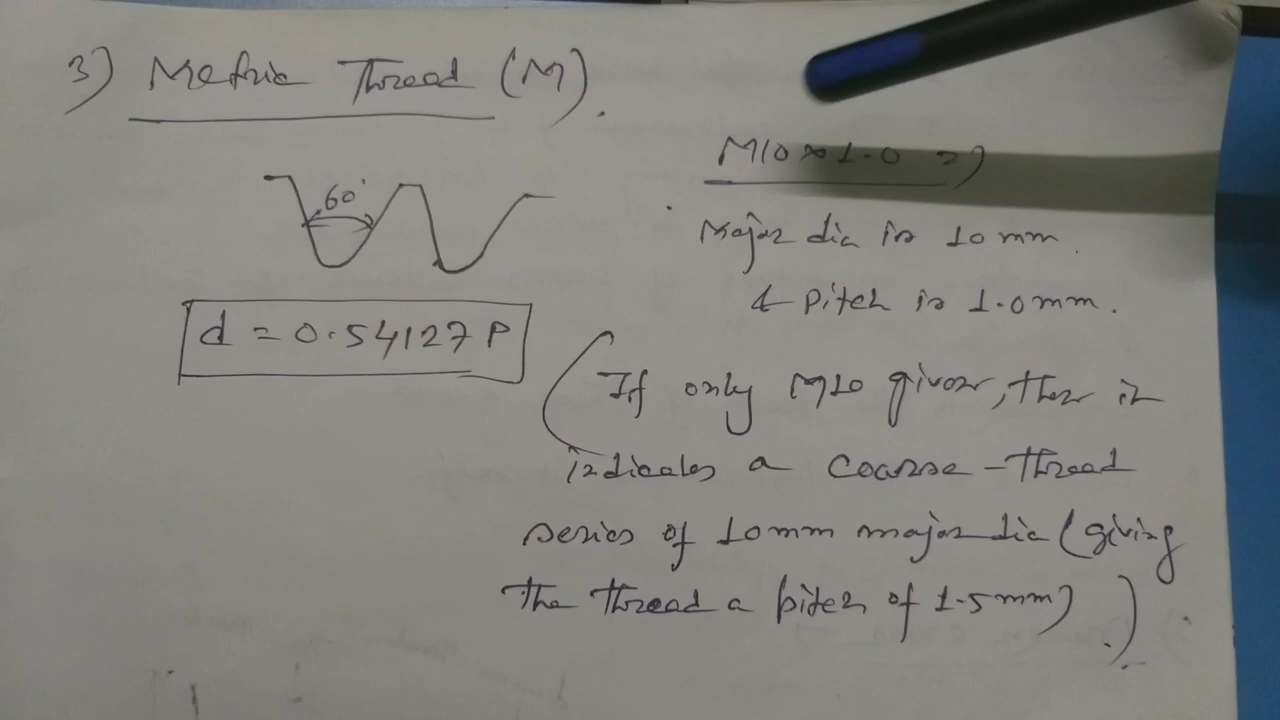 3) Metric Thread (M).
60°
d = 0.54127 P
M10 × 1.0 =>
Major dia is 10 mm.
& pitch is 1.0 mm.
(If only M10 given, then it
indicates a coarse-thread
series of 10mm major dia (giving
the thread a pitch of 1.5mm) ).